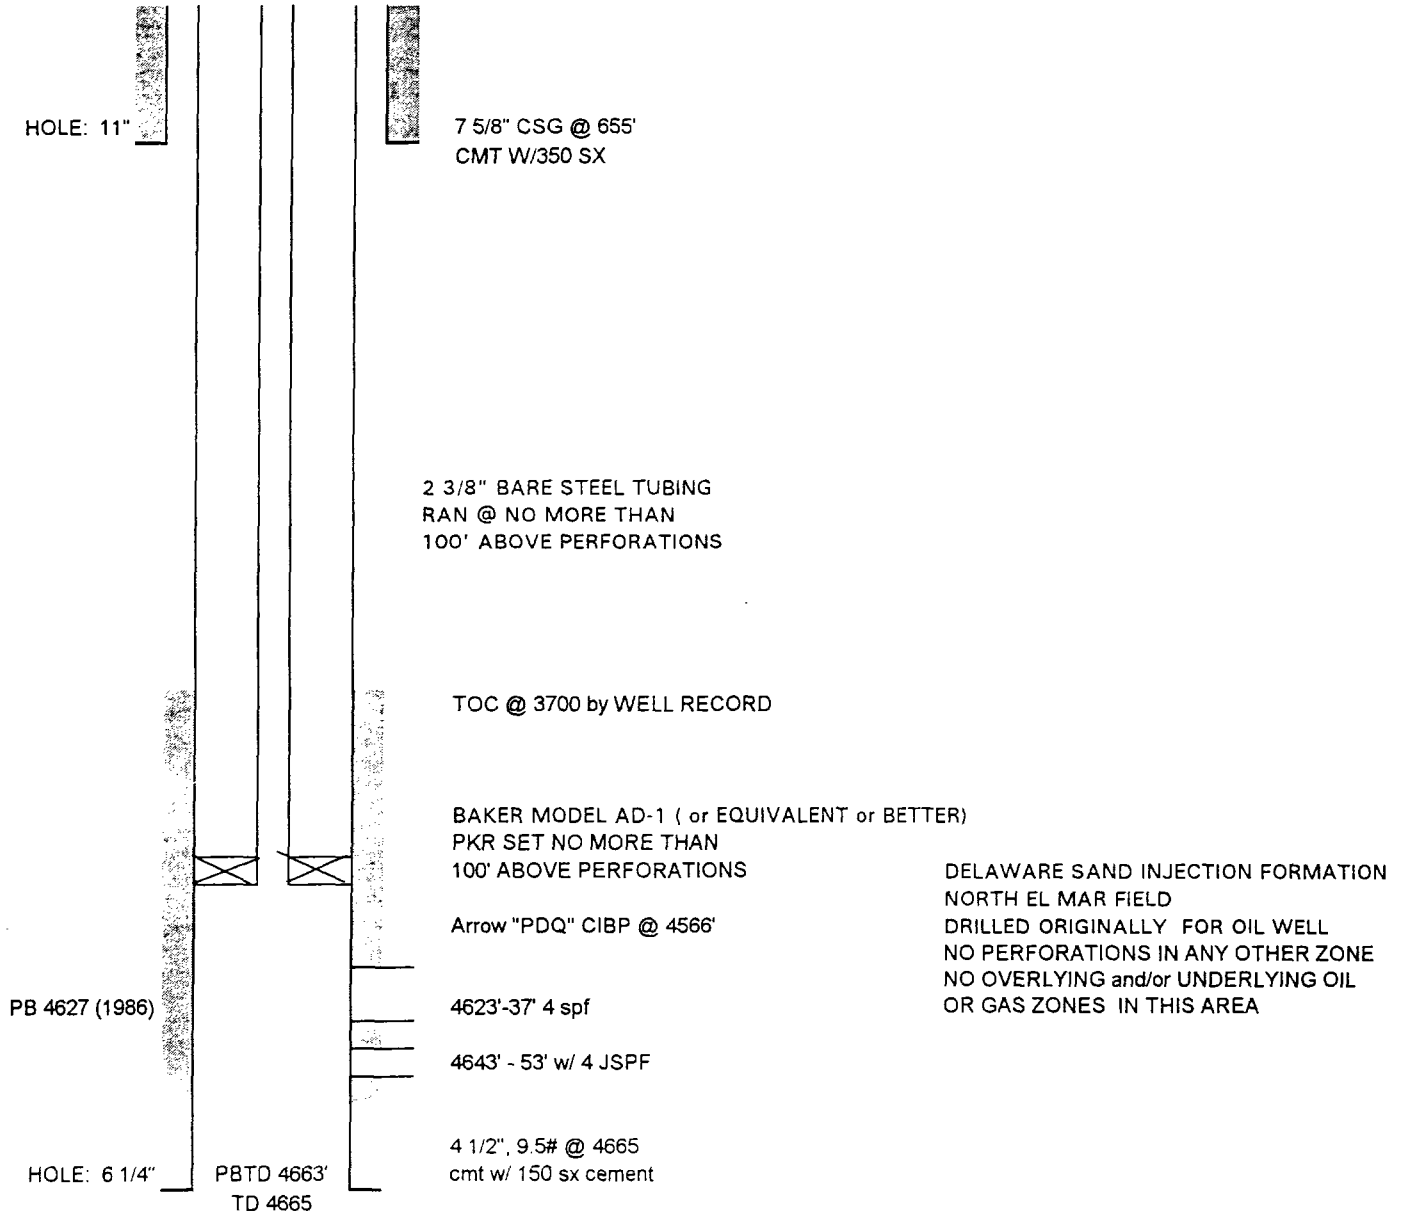 HOLE: 11"
7 5/8" CSG @ 655'
CMT W/350 SX
2 3/8" BARE STEEL TUBING
RAN @ NO MORE THAN
100' ABOVE PERFORATIONS
TOC @ 3700 by WELL RECORD
BAKER MODEL AD-1 ( or EQUIVALENT or BETTER)
PKR SET NO MORE THAN
100' ABOVE PERFORATIONS
Arrow "PDQ" CIBP @ 4566'
DELAWARE SAND INJECTION FORMATION
NORTH EL MAR FIELD
DRILLED ORIGINALLY FOR OIL WELL
NO PERFORATIONS IN ANY OTHER ZONE
NO OVERLYING and/or UNDERLYING OIL
OR GAS ZONES IN THIS AREA
PB 4627 (1986)
4623'-37' 4 spf
4643' - 53' w/ 4 JSPF
4 1/2", 9.5# @ 4665
cmt w/ 150 sx cement
HOLE: 6 1/4"
PBTD 4663'
TD 4665